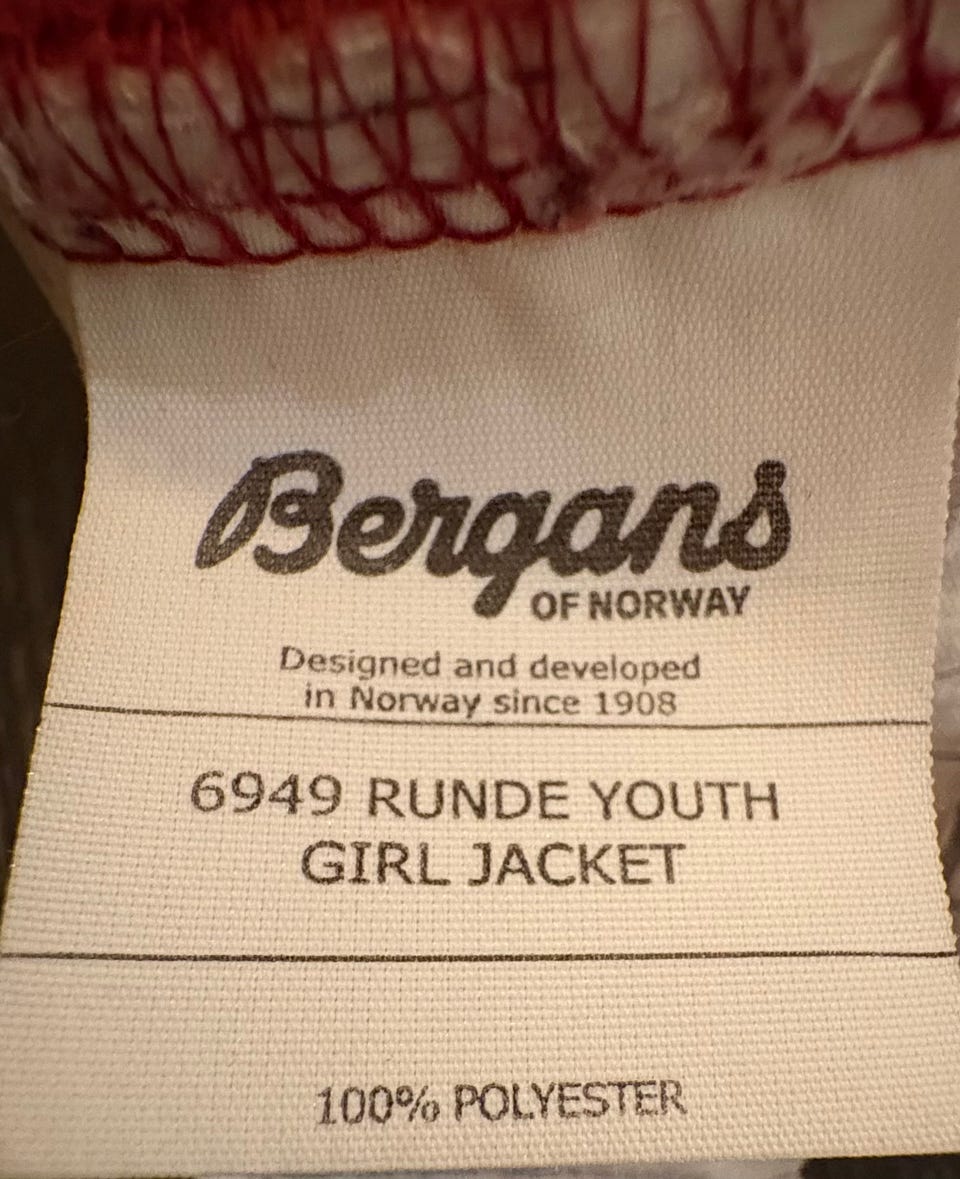 Bergans
OF NORWAY
Designed and developed
in Norway since 1908
6949 RUNDE YOUTH
GIRL JACKET
100% POLYESTER